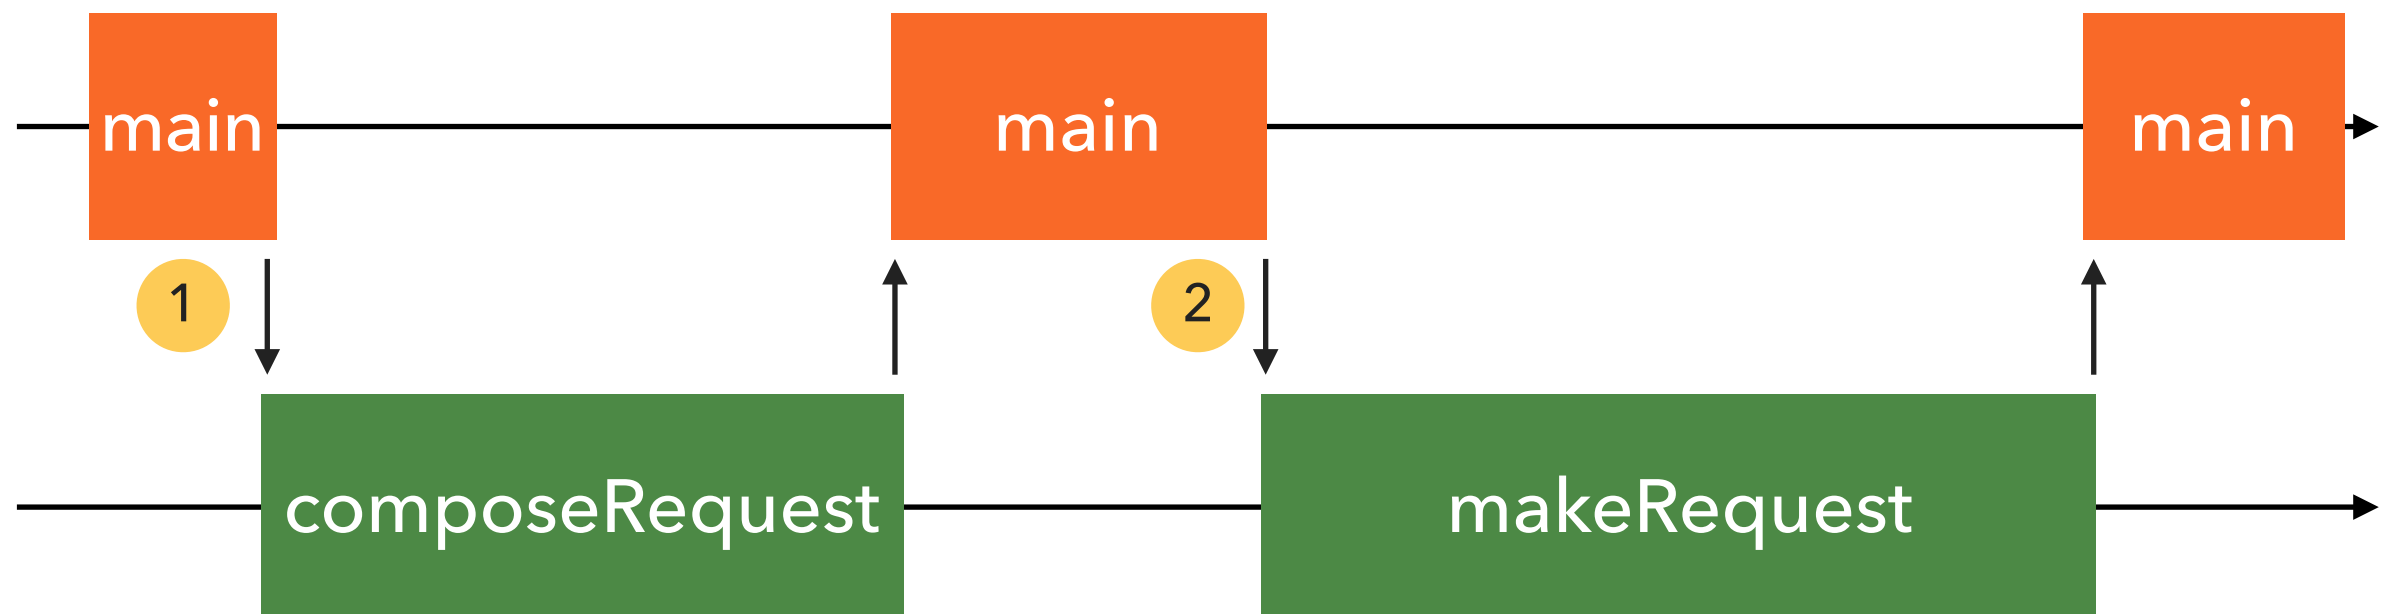 main
main
main
1
2
composeRequest
makeRequest